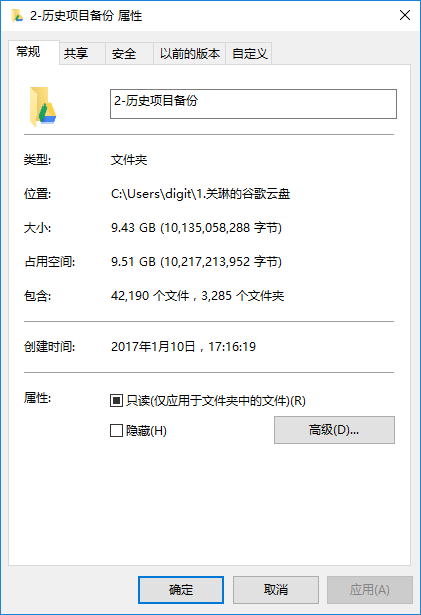 2-历史项目备份 属性
常规 共享 安全 以前的版本 自定义
2-历史项目备份
类型: 文件夹
位置: C:\Users\digit\1.关琳的谷歌云盘
大小: 9.43 GB (10,135,058,288 字节)
占用空间: 9.51 GB (10,217,213,952 字节)
包含: 42,190 个文件，3,285 个文件夹
创建时间: 2017年1月10日，17:16:19
属性: 只读(仅应用于文件夹中的文件)(R)
隐藏(H) 高级(D)...
确定 取消 应用(A)